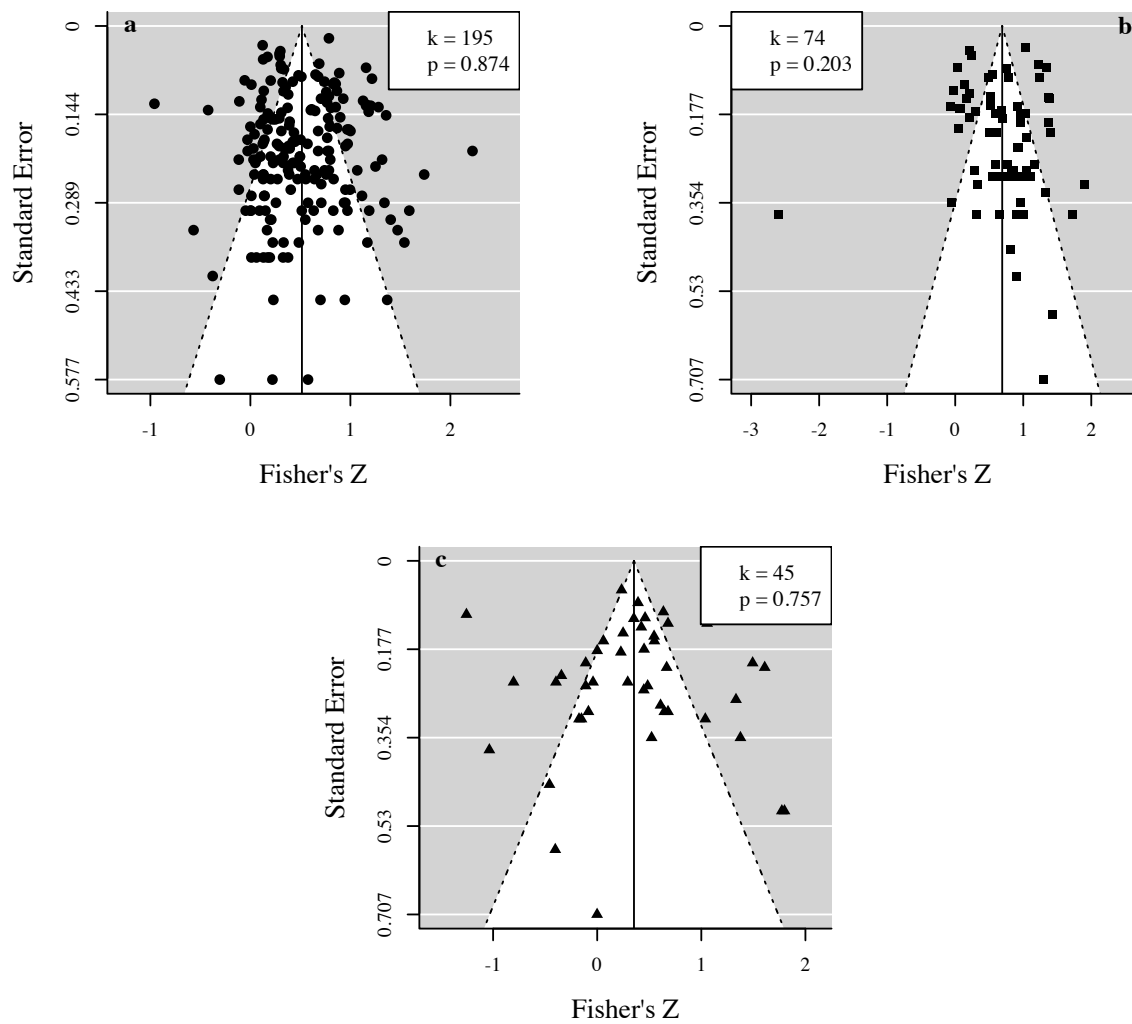 a
k = 195
p = 0.874
0
0.144
0.289
0.433
0.577
Standard Error
-1
0
1
2
Fisher's Z
b
k = 74
p = 0.203
0
0.177
0.354
0.53
0.707
Standard Error
-3
-2
-1
0
1
2
Fisher's Z
c
k = 45
p = 0.757
0
0.177
0.354
0.53
0.707
Standard Error
-1
0
1
2
Fisher's Z